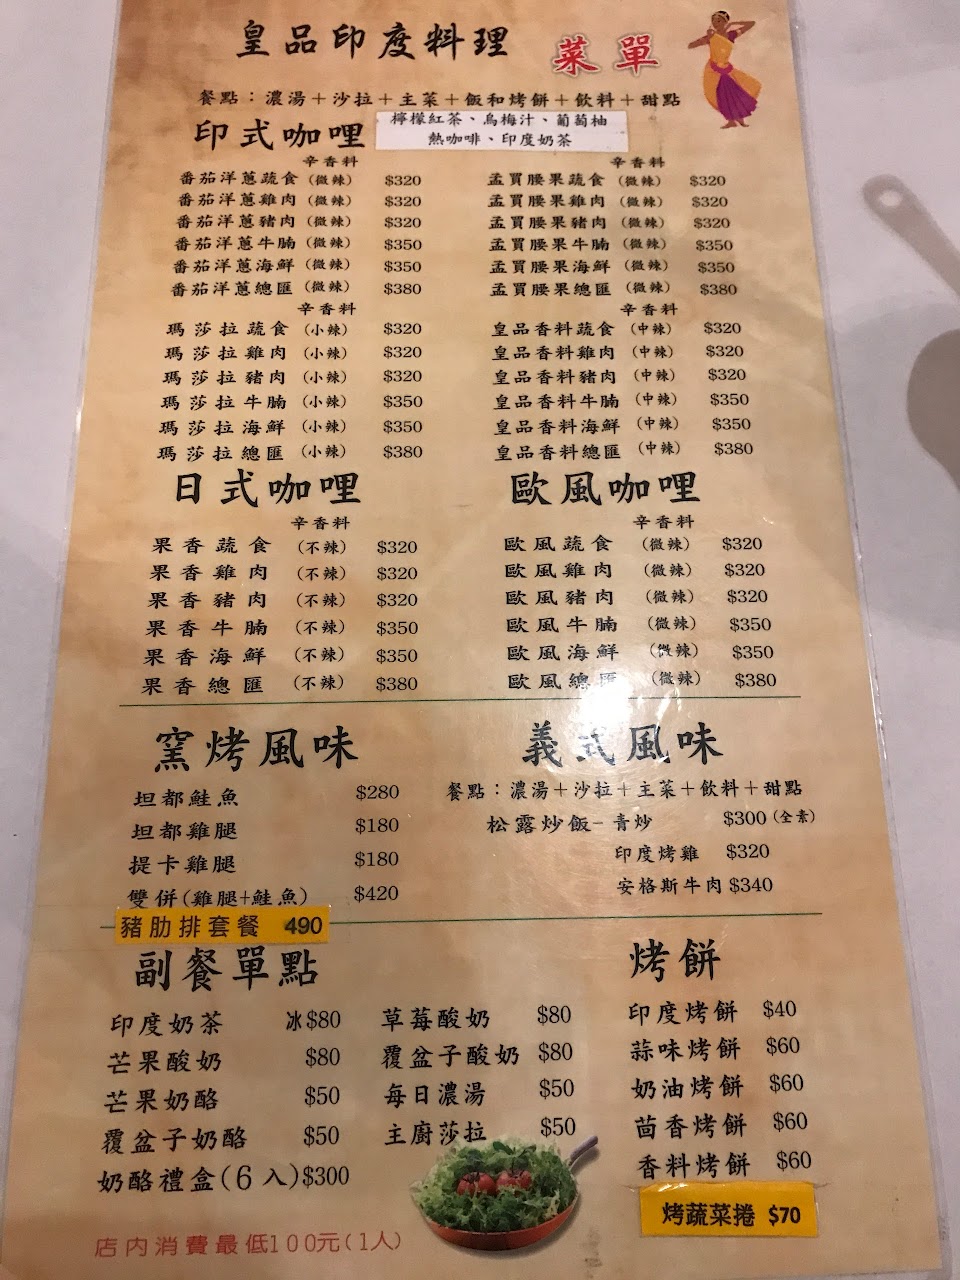 皇品印度料理 菜單
餐點：濃湯＋沙拉＋主菜＋飯和烤餅＋飲料＋甜點
檸檬紅茶、烏梅汁、葡萄柚
熱咖啡、印度奶茶
印式咖哩
辛香料
番茄洋蔥蔬食（微辣） $320
番茄洋蔥雞肉（微辣） $320
番茄洋蔥豬肉（微辣） $320
番茄洋蔥牛腩（微辣） $350
番茄洋蔥海鮮（微辣） $350
番茄洋蔥總匯（微辣） $380
辛香料
孟買腰果蔬食（微辣） $320
孟買腰果雞肉（微辣） $320
孟買腰果豬肉（微辣） $320
孟買腰果牛腩（微辣） $350
孟買腰果海鮮（微辣） $350
孟買腰果總匯（微辣） $380
辛香料
瑪莎拉蔬食（小辣） $320
瑪莎拉雞肉（小辣） $320
瑪莎拉豬肉（小辣） $320
瑪莎拉牛腩（小辣） $350
瑪莎拉海鮮（小辣） $350
瑪莎拉總匯（小辣） $380
辛香料
皇品香料蔬食（中辣） $320
皇品香料雞肉（中辣） $320
皇品香料豬肉（中辣） $320
皇品香料牛腩（中辣） $350
皇品香料海鮮（中辣） $350
皇品香料總匯（中辣） $380
日式咖哩
辛香料
果香蔬食（不辣） $320
果香雞肉（不辣） $320
果香豬肉（不辣） $320
果香牛腩（不辣） $350
果香海鮮（不辣） $350
果香總匯（不辣） $380
歐風咖哩
辛香料
歐風蔬食（微辣） $320
歐風雞肉（微辣） $320
歐風豬肉（微辣） $320
歐風牛腩（微辣） $350
歐風海鮮（微辣） $350
歐風總匯（微辣） $380
窯烤風味
坦都鮭魚 $280
坦都雞腿 $180
提卡雞腿 $180
雙併(雞腿+鮭魚) $420
豬肋排套餐 490
義式風味
餐點：濃湯＋沙拉＋主菜＋飲料＋甜點
松露炒飯－青炒 $300（全素）
印度烤雞 $320
安格斯牛肉 $340
副餐單點
印度奶茶 冰$80
芒果酸奶 $80
芒果奶酪 $50
覆盆子奶酪 $50
奶酪禮盒(6入)$300
草莓酸奶 $80
覆盆子酸奶 $80
每日濃湯 $50
主廚莎拉 $50
烤餅
印度烤餅 $40
蒜味烤餅 $60
奶油烤餅 $60
茴香烤餅 $60
香料烤餅 $60
烤蔬菜捲 $70
店內消費最低100元(1人)